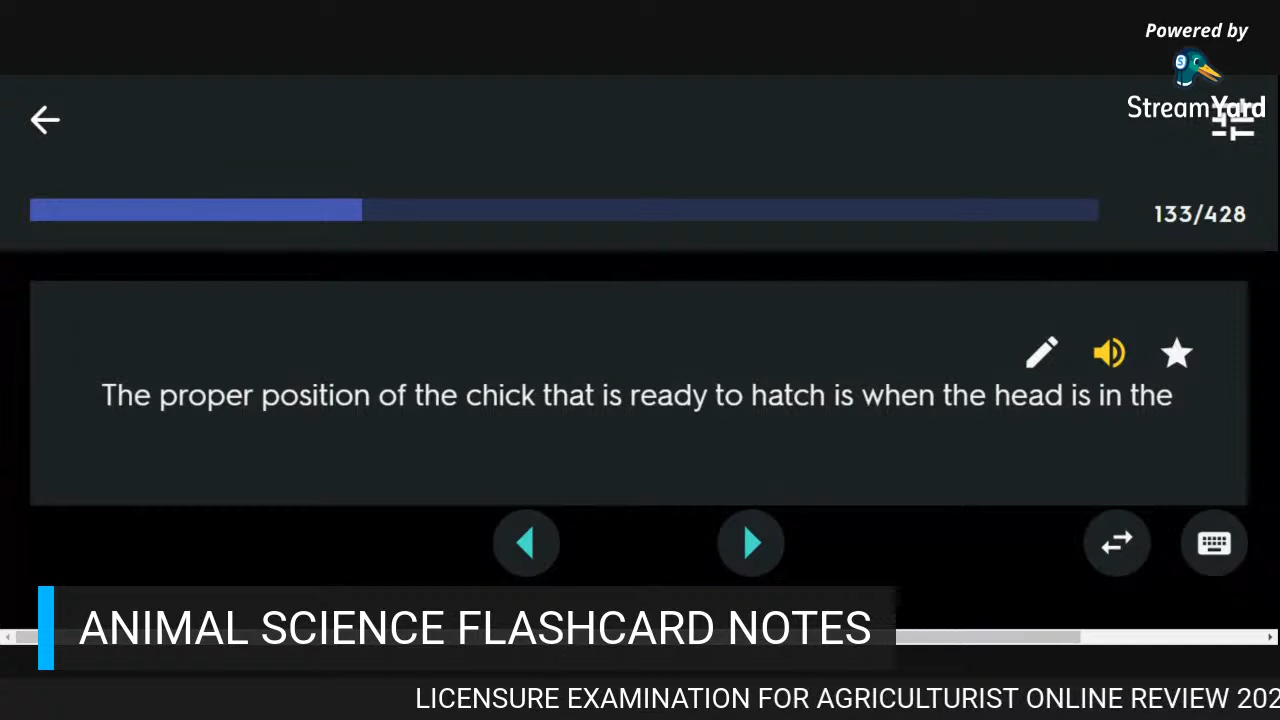 Powered by
StreamYard
133/428
The proper position of the chick that is ready to hatch is when the head is in the
ANIMAL SCIENCE FLASHCARD NOTES
LICENSURE EXAMINATION FOR AGRICULTURIST ONLINE REVIEW 202